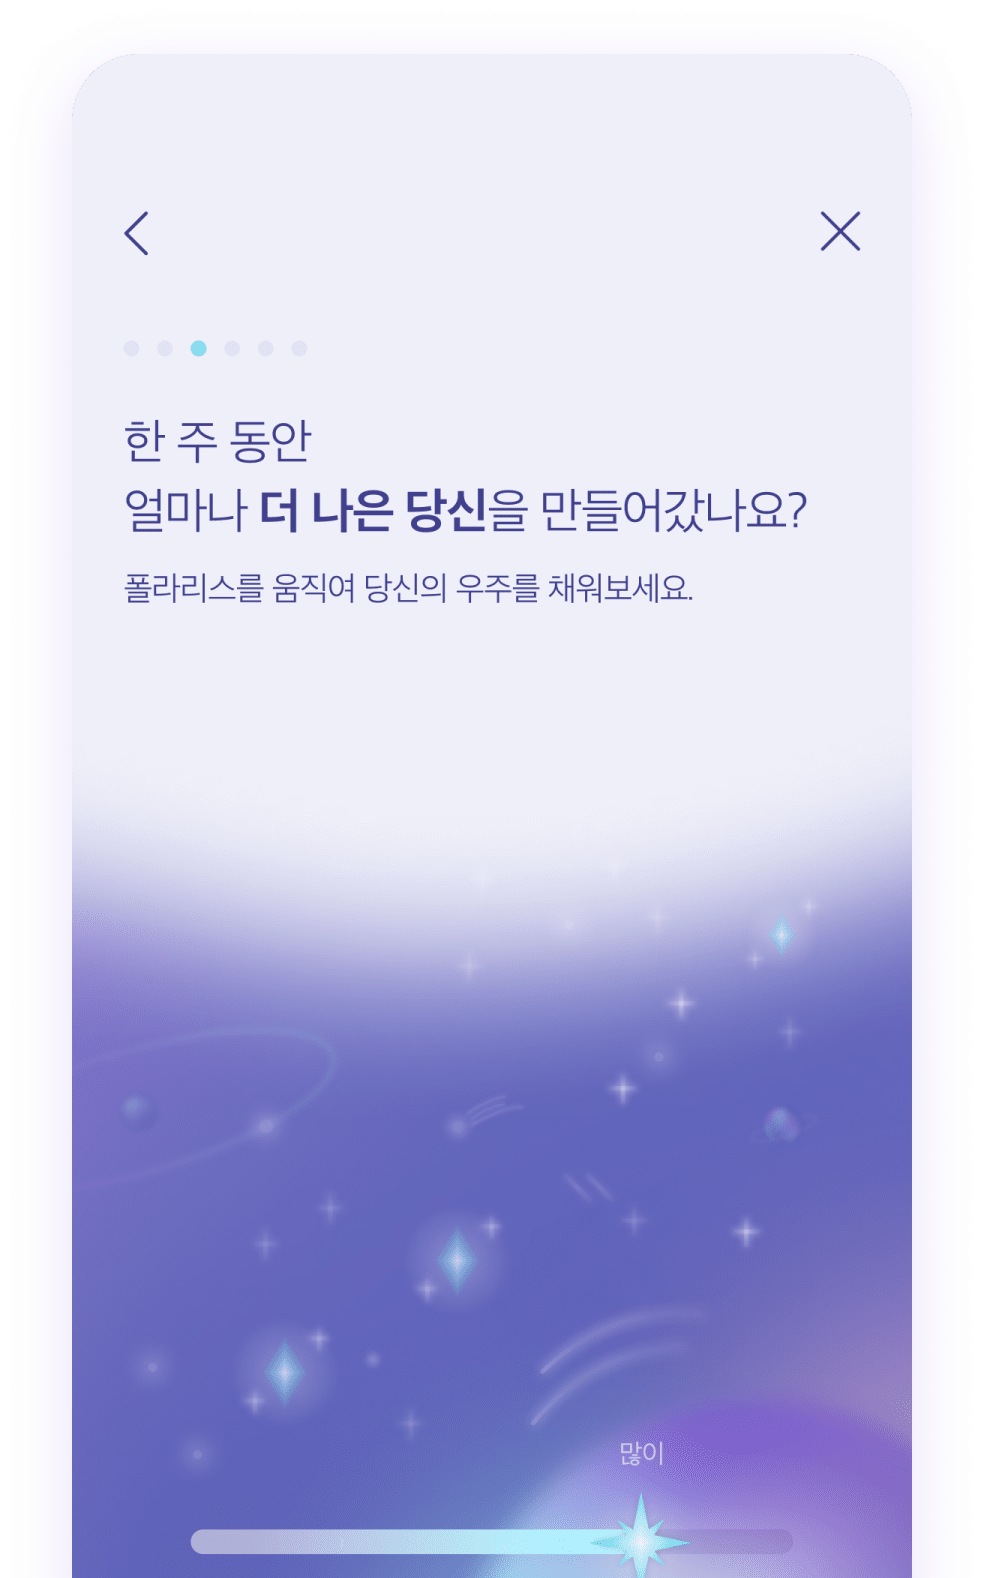 한 주 동안
얼마나 더 나은 당신을 만들어갔나요?
폴라리스를 움직여 당신의 우주를 채워보세요.
많이